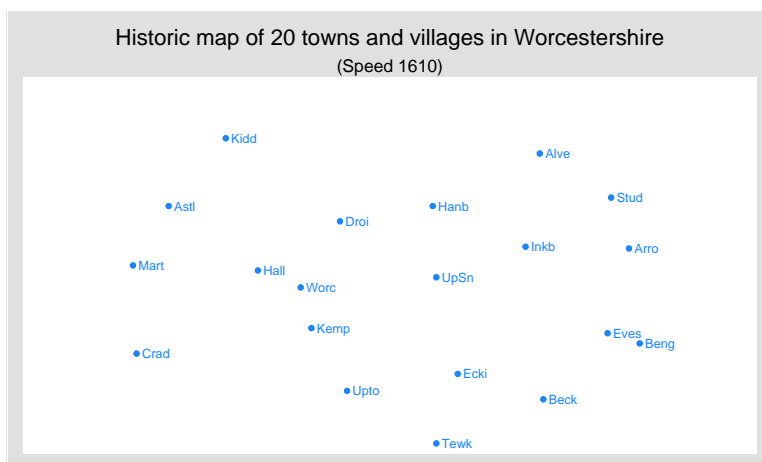 Historic map of 20 towns and villages in Worcestershire
(Speed 1610)
Kidd
Alve
Stud
Astl
Hanb
Droi
Inkb
Arro
Mart
Hall
UpSn
Worc
Kemp
Eves
Beng
Crad
Ecki
Upto
Beck
Tewk